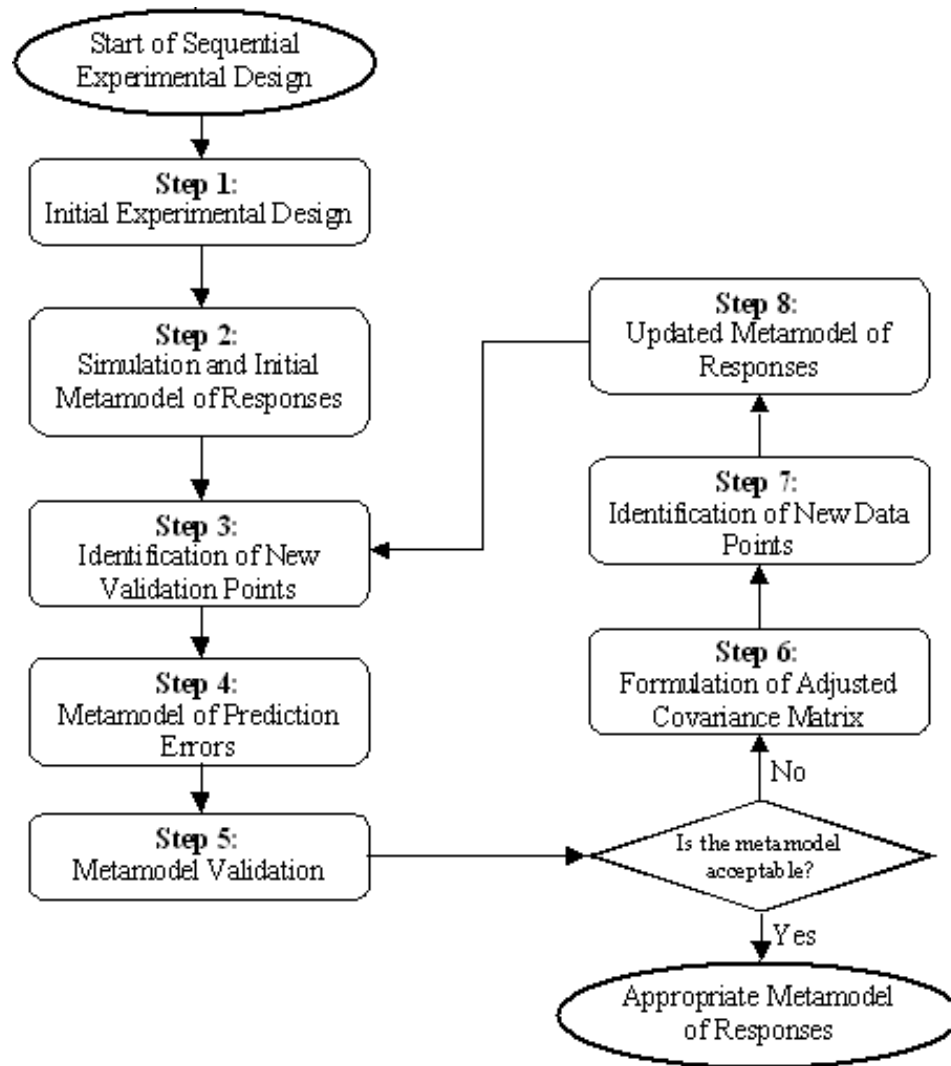 Start of Sequential
Experimental Design
Step 1:
Initial Experimental Design
Step 2:
Simulation and Initial
Metamodel of Responses
Step 3:
Identification of New
Validation Points
Step 4:
Metamodel of Prediction
Errors
Step 5:
Metamodel Validation
Is the metamodel
acceptable?
No
Step 6:
Formulation of Adjusted
Covariance Matrix
Step 7:
Identification of New Data
Points
Step 8:
Updated Metamodel of
Responses
Yes
Appropriate Metamodel
of Responses